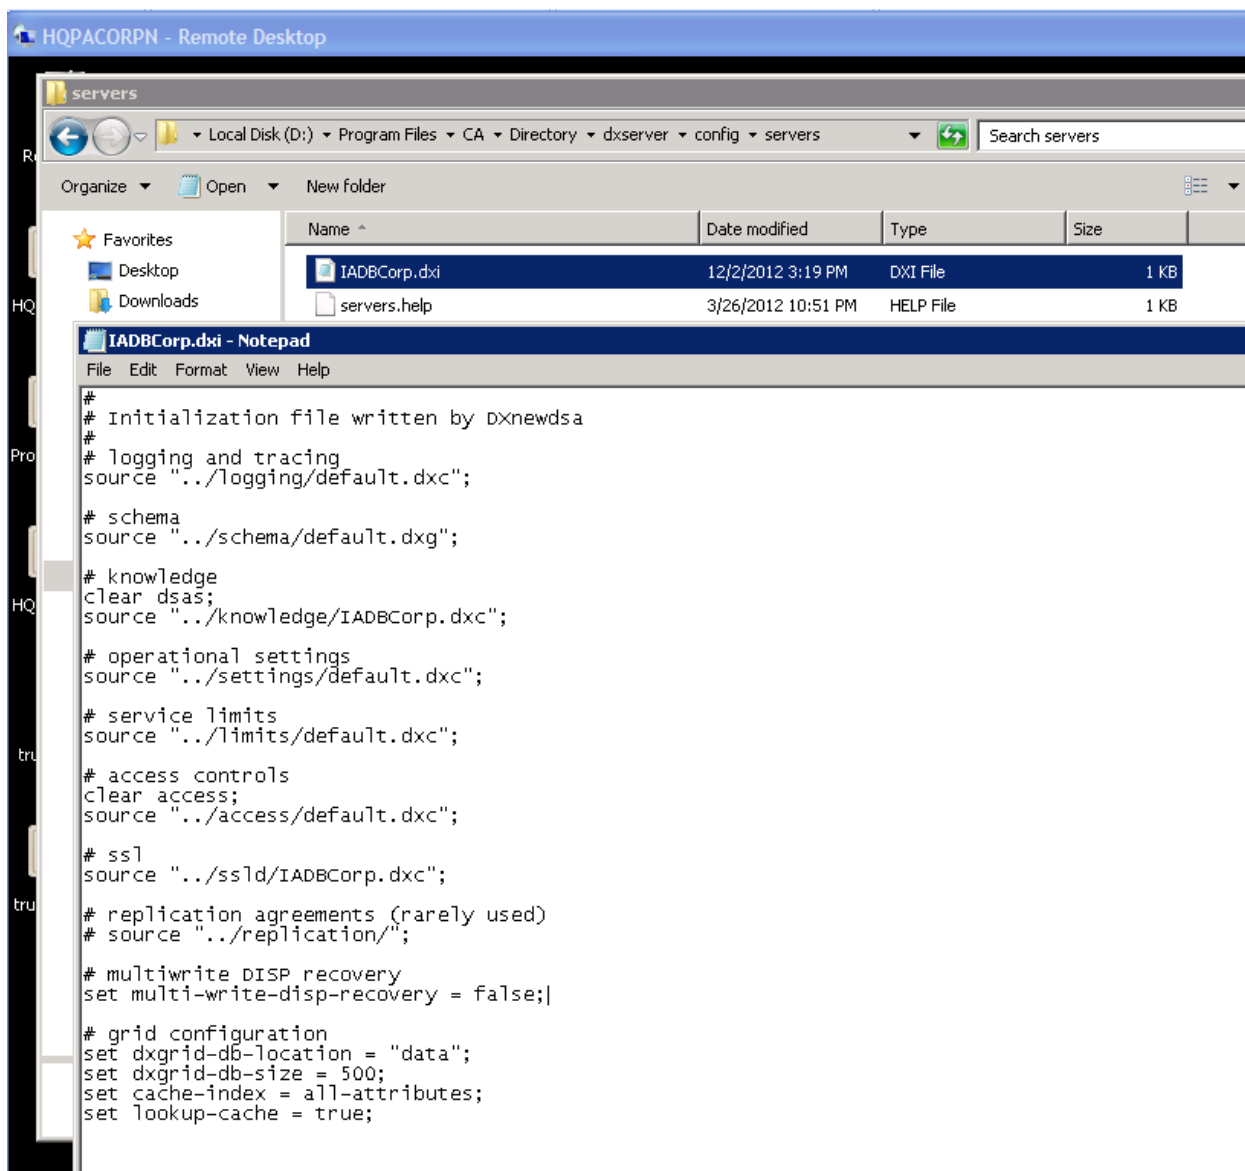 HQPACORPN - Remote Desktop
servers
Local Disk (D:) Program Files CA Directory dxserver config servers
Search servers
Organize Open New folder
Name Date modified Type Size
Favorites
Desktop
Downloads
IADBCorp.dxi 12/2/2012 3:19 PM DXI File 1 KB
servers.help 3/26/2012 10:51 PM HELP File 1 KB
HQ
Pro
HQ
tru
tru
IADBCorp.dxi - Notepad
File Edit Format View Help
#
# Initialization file written by DXnewdsa
#
# logging and tracing
source "../logging/default.dxc";
# schema
source "../schema/default.dxg";
# knowledge
clear dsas;
source "../knowledge/IADBCorp.dxc";
# operational settings
source "../settings/default.dxc";
# service limits
source "../limits/default.dxc";
# access controls
clear access;
source "../access/default.dxc";
# ssl
source "../ssld/IADBCorp.dxc";
# replication agreements (rarely used)
# source "../replication/";
# multiwrite DISP recovery
set multi-write-disp-recovery = false;
# grid configuration
set dxgrid-db-location = "data";
set dxgrid-db-size = 500;
set cache-index = all-attributes;
set lookup-cache = true;